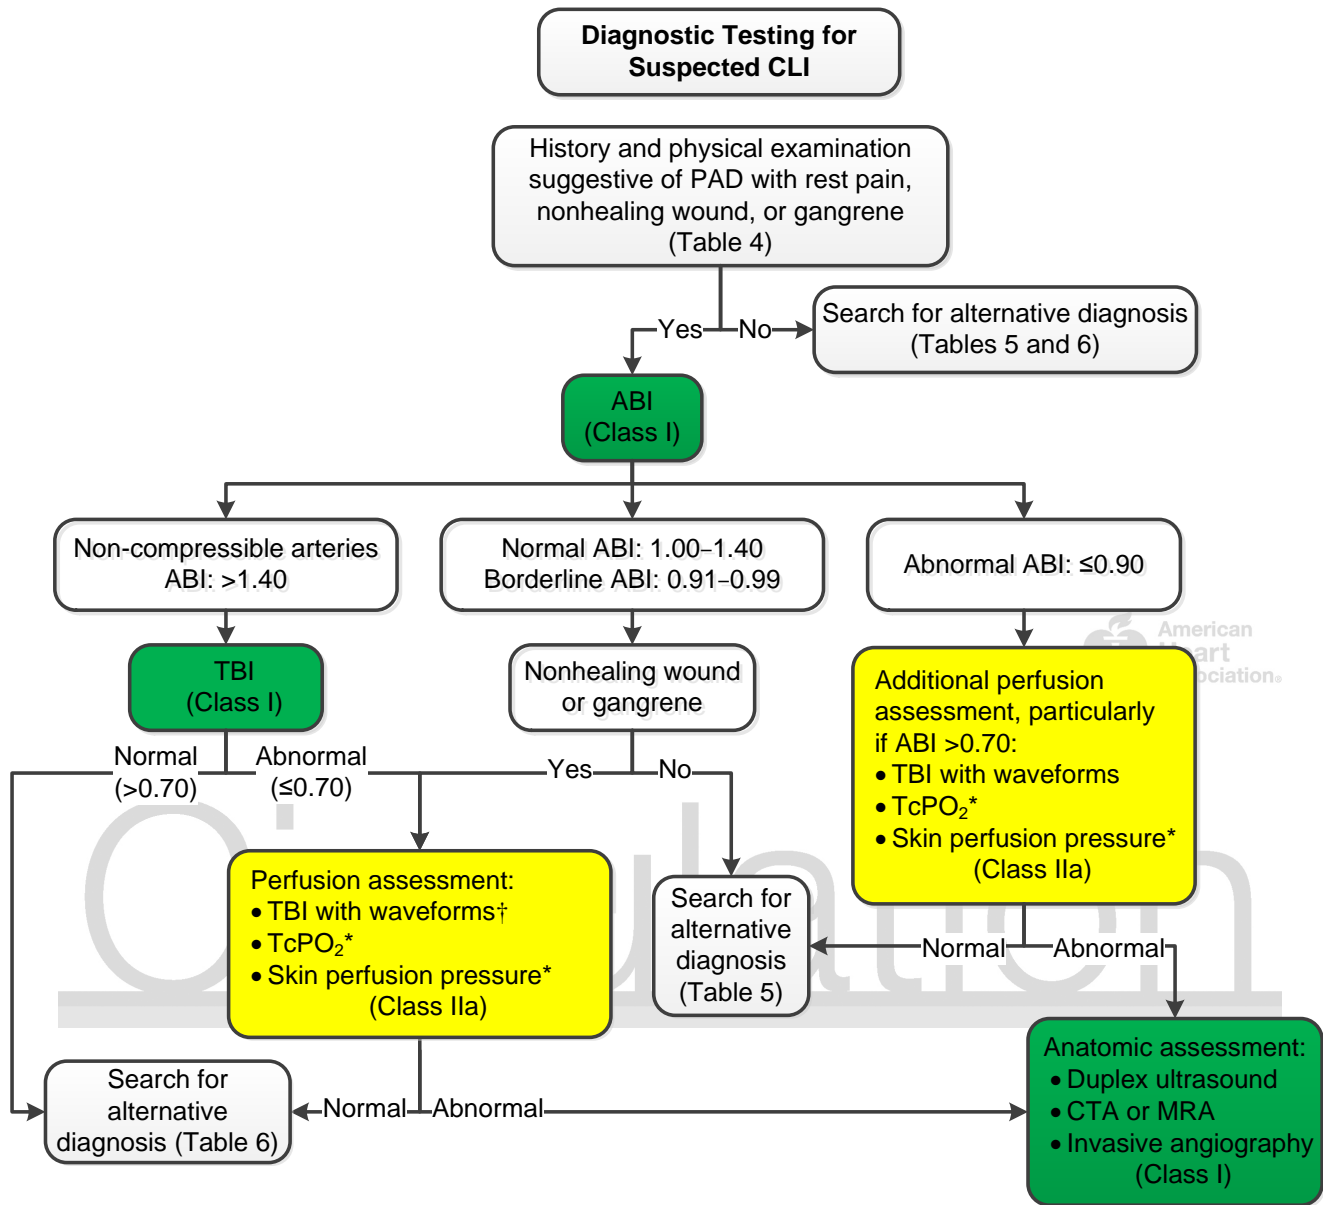 Diagnostic Testing for
Suspected CLI
History and physical examination
suggestive of PAD with rest pain,
nonhealing wound, or gangrene
(Table 4)
Yes
No
Search for alternative diagnosis
(Tables 5 and 6)
ABI
(Class I)
Non-compressible arteries
ABI: >1.40
Normal ABI: 1.00–1.40
Borderline ABI: 0.91–0.99
Abnormal ABI: ≤0.90
American
Heart
Association®
TBI
(Class I)
Nonhealing wound
or gangrene
Additional perfusion
assessment, particularly
if ABI >0.70:
• TBI with waveforms
• TcPO₂*
• Skin perfusion pressure*
(Class IIa)
Normal
(>0.70)
Abnormal
(≤0.70)
Yes
No
Circulation
Perfusion assessment:
• TBI with waveforms†
• TcPO₂*
• Skin perfusion pressure*
(Class IIa)
Search for
alternative
diagnosis
(Table 5)
Normal
Abnormal
Search for
alternative
diagnosis (Table 6)
Normal
Abnormal
Anatomic assessment:
• Duplex ultrasound
• CTA or MRA
• Invasive angiography
(Class I)